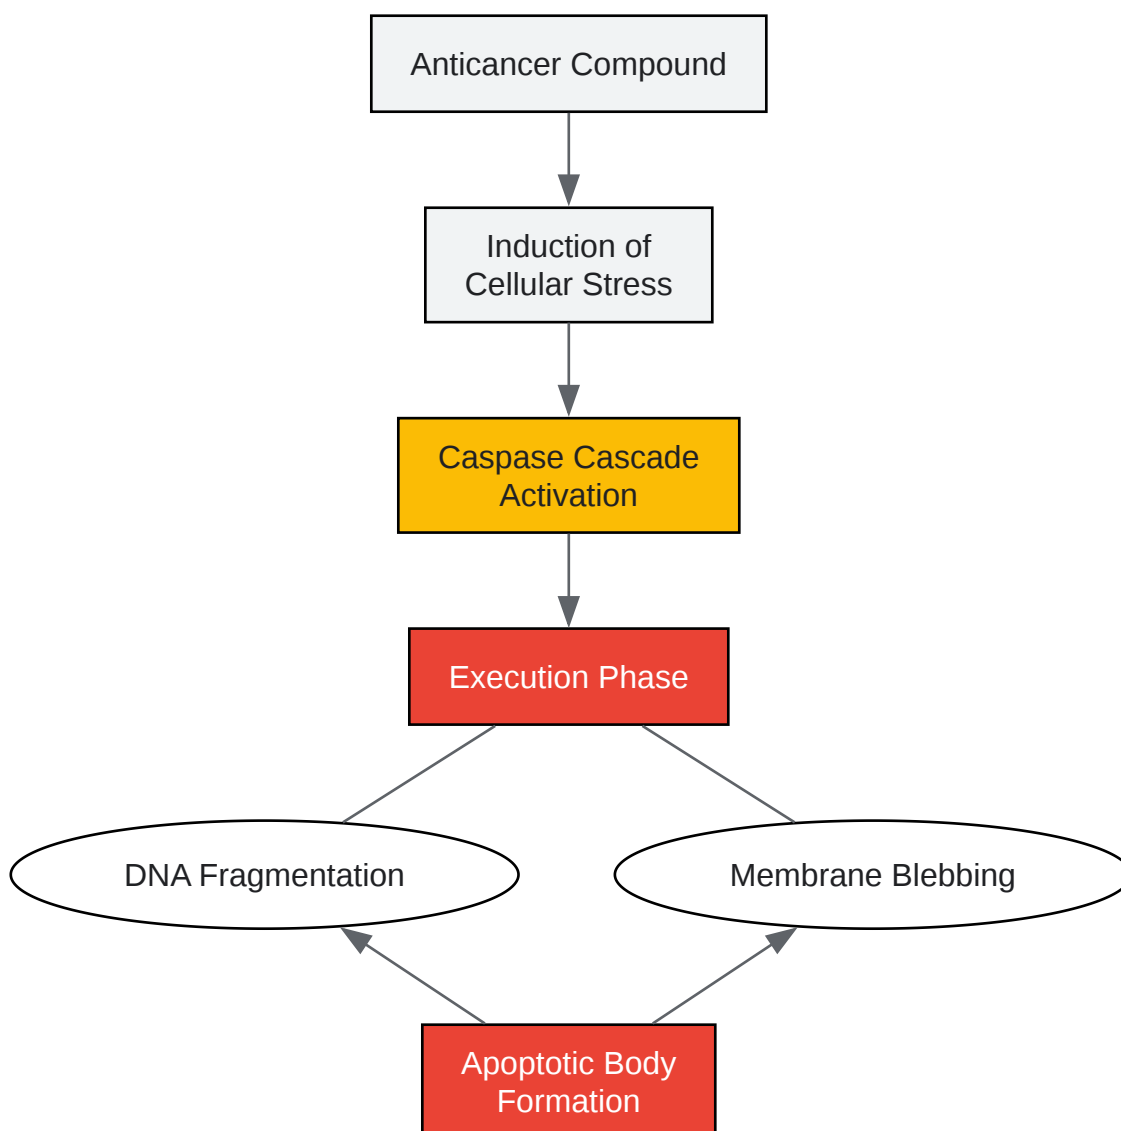 Anticancer Compound
Induction of
Cellular Stress
Caspase Cascade
Activation
Execution Phase
DNA Fragmentation
Membrane Blebbing
Apoptotic Body
Formation